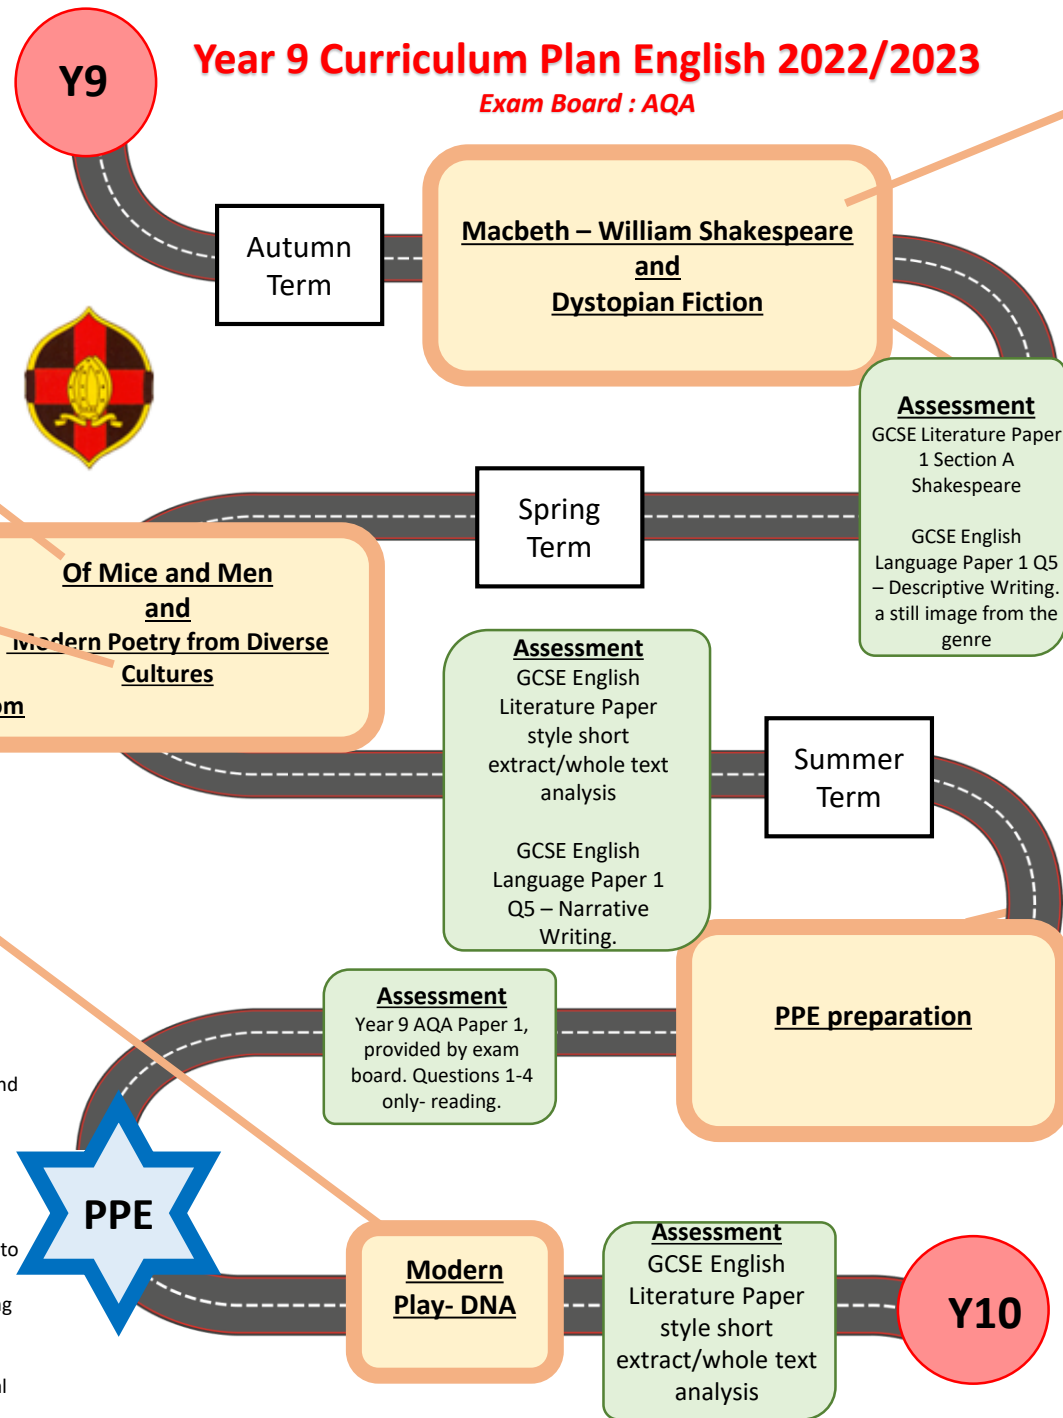 Y9
Year 9 Curriculum Plan English 2022/2023
Exam Board : AQA
Autumn
Term
Macbeth – William Shakespeare
and
Dystopian Fiction
Assessment
GCSE Literature Paper
1 Section A
Shakespeare
GCSE English
Language Paper 1 Q5
– Descriptive Writing.
a still image from the
genre
Spring
Term
Of Mice and Men
and
Modern Poetry from Diverse
Cultures
om
Assessment
GCSE English
Literature Paper
style short
extract/whole text
analysis
GCSE English
Language Paper 1
Q5 – Narrative
Writing.
Summer
Term
PPE preparation
Assessment
Year 9 AQA Paper 1,
provided by exam
board. Questions 1-4
only- reading.
nd
PPE
to
ng
al
Modern
Play- DNA
Assessment
GCSE English
Literature Paper
style short
extract/whole text
analysis
Y10